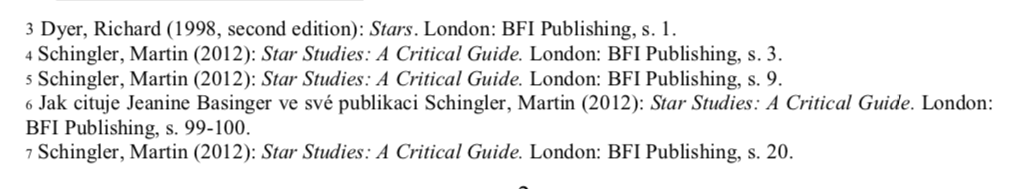 3 Dyer, Richard (1998, second edition): Stars. London: BFI Publishing, s. 1.
4 Schingler, Martin (2012): Star Studies: A Critical Guide. London: BFI Publishing, s. 3.
5 Schingler, Martin (2012): Star Studies: A Critical Guide. London: BFI Publishing, s. 9.
6 Jak cituje Jeanine Basinger ve své publikaci Schingler, Martin (2012): Star Studies: A Critical Guide. London:
BFI Publishing, s. 99-100.
7 Schingler, Martin (2012): Star Studies: A Critical Guide. London: BFI Publishing, s. 20.